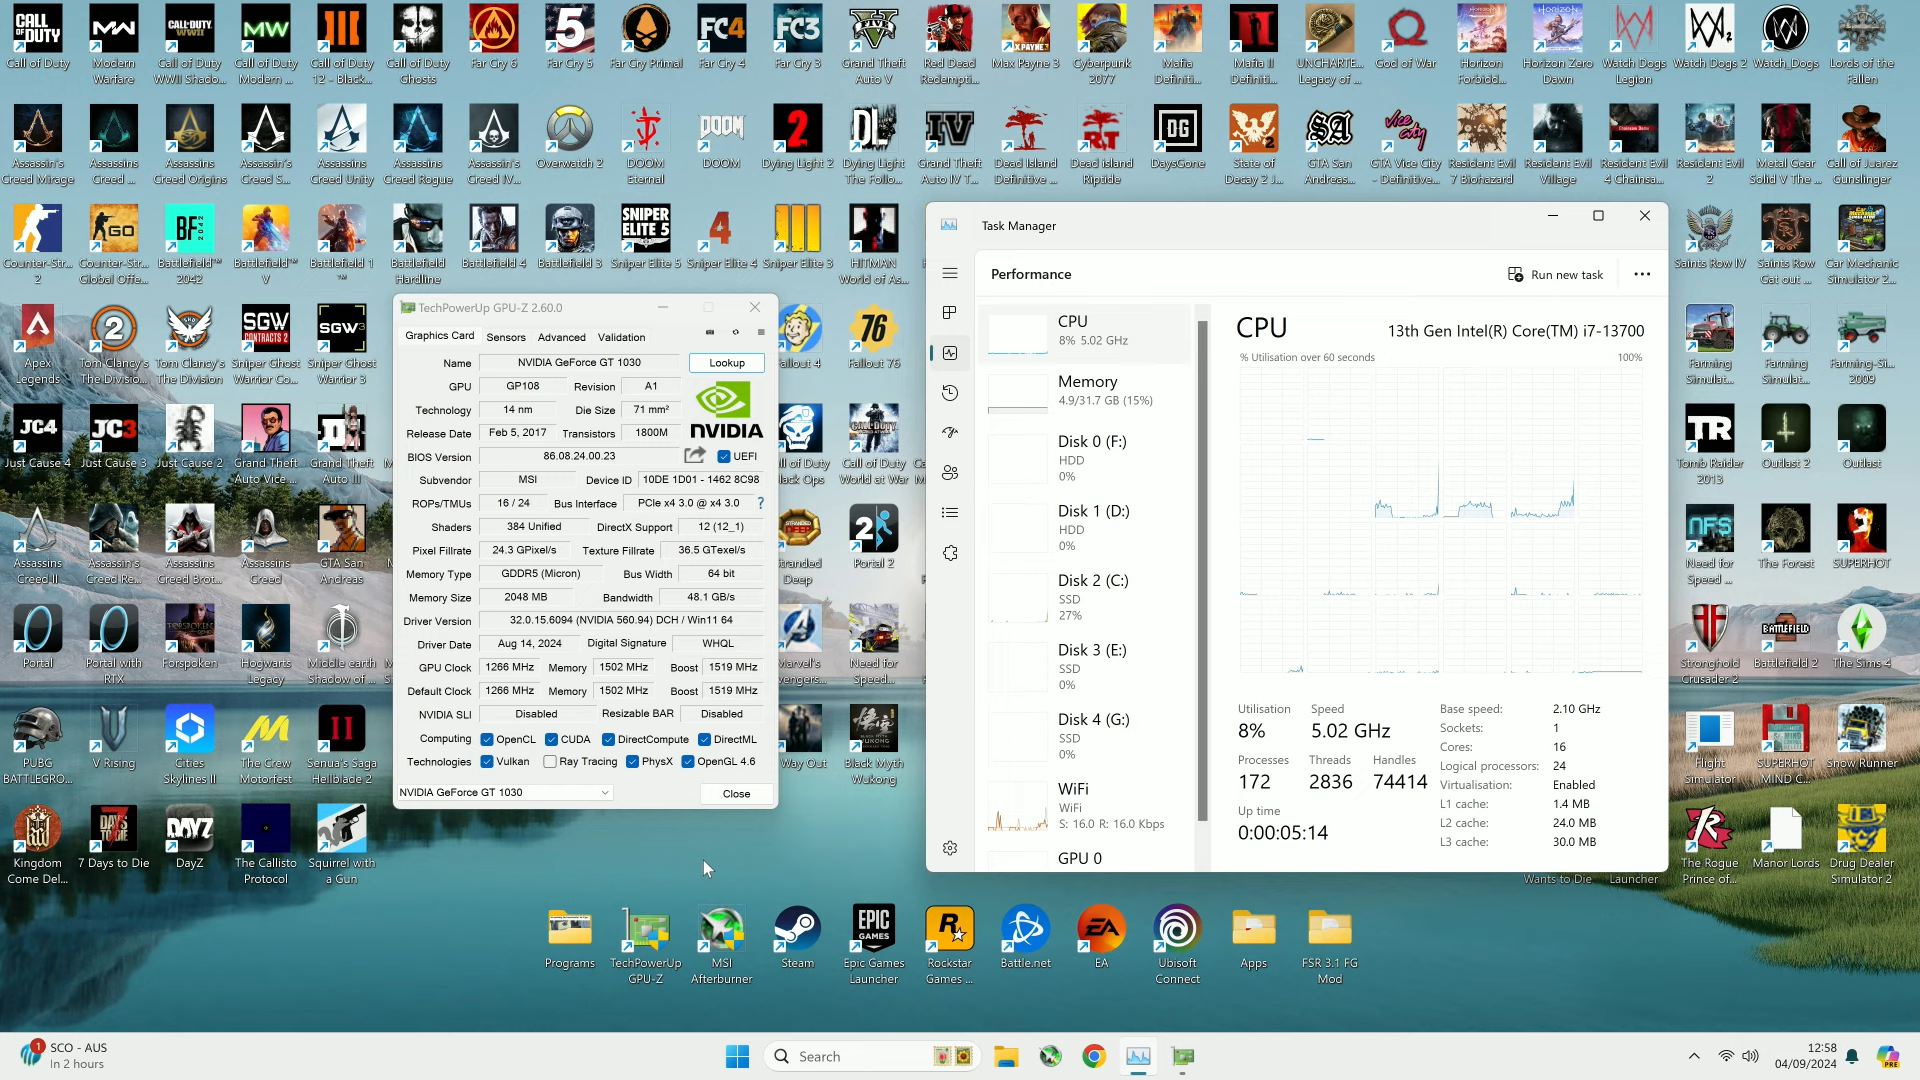 Call of Duty
Modern Warfare
Call of Duty WWII Shado...
Call of Duty Modern ...
Call of Duty 12 - Black...
Call of Duty Ghosts
Far Cry 6
Far Cry 5
Far Cry Primal
Far Cry 4
Far Cry 3
Grand Theft Auto V
Red Dead Redempti...
Max Payne 3
Cyberpunk 2077
Mafia Definiti...
Mafia II Definiti...
UNCHARTE... Legacy of ...
God of War
Horizon Forbidd...
Horizon Zero Dawn
Watch Dogs Legion
Watch Dogs 2
Watch_Dogs
Lords of the Fallen
Assassin's Creed Mirage
Assassins Creed ...
Assassins Creed Origins
Assassin's Creed S...
Assassins Creed Unity
Assassins Creed Rogue
Assassin's Creed IV...
Overwatch 2
DOOM Eternal
DOOM
Dying Light 2
Dying Light The Follo...
Grand Theft Auto IV T...
Dead Island Definitive ...
Dead island Riptide
DaysGone
State of Decay 2 J...
GTA San Andreas...
GTA Vice City - Definitive...
Resident Evil 7 Biohazard
Resident Evil Village
Resident Evil 4 Chainsa...
Resident Evil 2
Metal Gear Solid V The ...
Call of Juarez Gunslinger
Counter-Str... 2
Counter-Str... Global Offe...
Battlefield™ 2042
Battlefield™ V
Battlefield 1 ™
Battlefield Hardline
Battlefield 4
Battlefield 3
Sniper Elite 5
Sniper Elite 4
Sniper Elite 3
HITMAN World of As...
Saints Row IV
Saints Row Gat out ...
Car Mechanic Simulator 2...
Apex Legends
Tom Clancy's The Divisio...
Tom Clancy's The Division
Sniper Ghost Warrior Co...
Sniper Ghost Warrior 3
Fallout 76
Farming Simulat...
Farming Simulat...
Farming-Si... 2009
Just Cause 4
Just Cause 3
Just Cause 2
Grand Theft Auto Vice ...
Grand Theft Auto III
Call of Duty World at War
Tomb Raider 2013
Outlast 2
Outlast
Assassins Creed II
Assassin's Creed Re...
Assassins Creed Brot...
Assassins Creed
GTA San Andreas
Stranded Deep
Portal 2
Need for Speed ...
The Forest
SUPERHOT
Portal
Portal with RTX
Forspoken
Hogwarts Legacy
Middle earth Shadow of ...
Need for Speed...
Stronghold Crusader 2
Battlefield 2
The Sims 4
PUBG BATTLEGRO...
V Rising
Cities Skylines II
The Crew Motorfest
Senua's Saga Hellblade 2
Way Out
Black Myth Wukong
Flight Simulator
SUPERHOT MIND C...
Snow Runner
Kingdom Come Del...
7 Days to Die
DayZ
The Callisto Protocol
Squirrel with a Gun
Wants to Die
Launcher
The Rogue Prince of...
Manor Lords
Drug Dealer Simulator 2
TechPowerUp GPU-Z 2.60.0
Graphics Card Sensors Advanced Validation
Name NVIDIA GeForce GT 1030 Lookup
GPU GP108 Revision A1
Technology 14 nm Die Size 71 mm²
Release Date Feb 5, 2017 Transistors 1800M
NVIDIA
BIOS Version 86.08.24.00.23 UEFI
Subvendor MSI Device ID 10DE 1D01 - 1462 8C98
ROPs/TMUs 16 / 24 Bus Interface PCIe x4 3.0 @ x4 3.0 ?
Shaders 384 Unified DirectX Support 12 (12_1)
Pixel Fillrate 24.3 GPixel/s Texture Fillrate 36.5 GTexel/s
Memory Type GDDR5 (Micron) Bus Width 64 bit
Memory Size 2048 MB Bandwidth 48.1 GB/s
Driver Version 32.0.15.6094 (NVIDIA 560.94) DCH / Win11 64
Driver Date Aug 14, 2024 Digital Signature WHQL
GPU Clock 1266 MHz Memory 1502 MHz Boost 1519 MHz
Default Clock 1266 MHz Memory 1502 MHz Boost 1519 MHz
NVIDIA SLI Disabled Resizable BAR Disabled
Computing OpenCL CUDA DirectCompute DirectML
Technologies Vulkan Ray Tracing PhysX OpenGL 4.6
NVIDIA GeForce GT 1030 Close
Task Manager
Performance Run new task
CPU
8% 5.02 GHz
Memory
4.9/31.7 GB (15%)
Disk 0 (F:)
HDD
0%
Disk 1 (D:)
HDD
0%
Disk 2 (C:)
SSD
27%
Disk 3 (E:)
SSD
0%
Disk 4 (G:)
SSD
0%
WiFi
WiFi
S: 16.0 R: 16.0 Kbps
GPU 0
CPU 13th Gen Intel(R) Core(TM) i7-13700
% Utilisation over 60 seconds 100%
Utilisation Speed
8% 5.02 GHz
Processes Threads Handles
172 2836 74414
Up time
0:00:05:14
Base speed: 2.10 GHz
Sockets: 1
Cores: 16
Logical processors: 24
Virtualisation: Enabled
L1 cache: 1.4 MB
L2 cache: 24.0 MB
L3 cache: 30.0 MB
Programs
TechPowerUp GPU-Z
MSI Afterburner
Steam
Epic Games Launcher
Rockstar Games ...
Battle.net
EA
Ubisoft Connect
Apps
FSR 3.1 FG Mod
1
SCO - AUS
In 2 hours
Search
12:58
04/09/2024